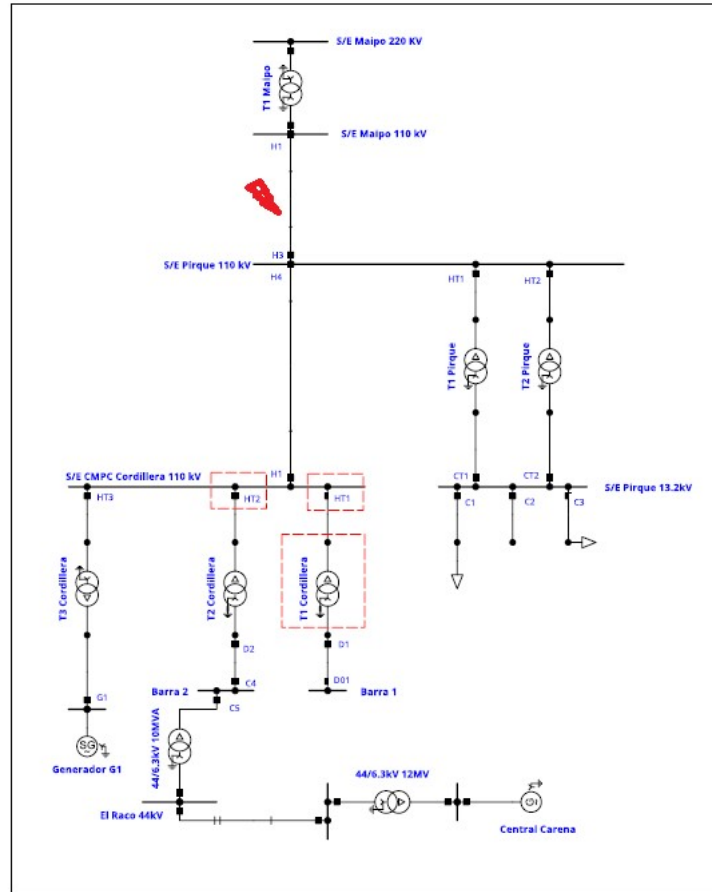 S/E Maipo 220 KV
T1 Maipo
S/E Maipo 110 kV
H1
H3
S/E Pirque 110 kV
H4
HT1
HT2
T1 Pirque
T2 Pirque
H1
S/E CMPC Cordillera 110 kV
CT1
CT2
S/E Pirque 13.2kV
HT3
HT2
HT1
C1
C2
C3
T3 Cordillera
T2 Cordillera
T1 Cordillera
D2
D1
C4
D01
Barra 2
Barra 1
G1
C5
SG
44/6.3kV 10MVA
Generador G1
44/6.3kV 12MV
El Raco 44kV
G
Central Carena